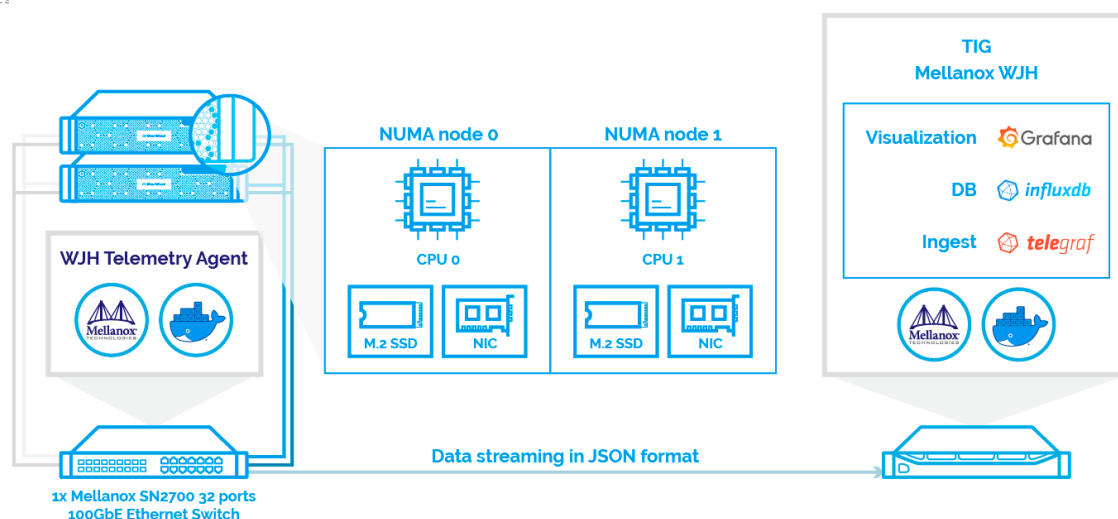 TIG
Mellanox WJH
Visualization
Grafana
DB
influxdb
Ingest
telegraf
Mellanox
TECHNOLOGIES
NUMA node 0
NUMA node 1
CPU 0
CPU 1
M.2 SSD
NIC
M.2 SSD
NIC
WJH Telemetry Agent
Mellanox
TECHNOLOGIES
Data streaming in JSON format
1x Mellanox SN2700 32 ports
100GbE Ethernet Switch